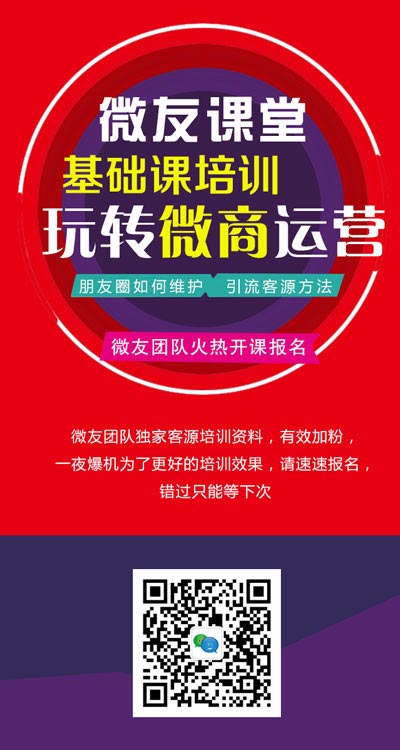 微友课堂
基础课培训
玩转微商运营
朋友圈如何维护 引流客源方法
微友团队火热开课报名
微友团队独家客源培训资料，有效加粉，
一夜爆机为了更好的培训效果，请速速报名，
错过只能等下次